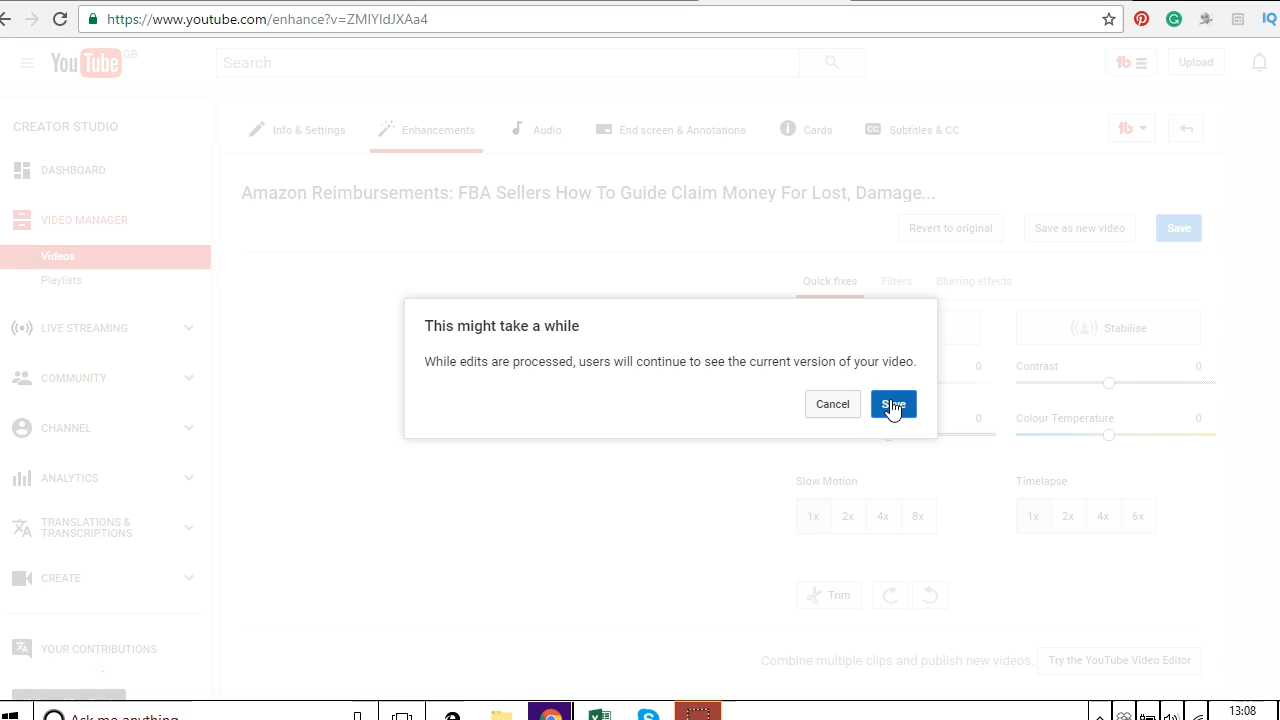 https://www.youtube.com/enhance?v=ZMIYIdJXAa4
YouTube GB
Search
Upload
CREATOR STUDIO
Info & Settings
Enhancements
Audio
End screen & Annotations
Cards
Subtitles & CC
DASHBOARD
Amazon Reimbursements: FBA Sellers How To Guide Claim Money For Lost, Damage...
VIDEO MANAGER
Revert to original
Save as new video
Save
Videos
Playlists
Quick fixes
Filters
Blurring effects
LIVE STREAMING
This might take a while
Stabilise
While edits are processed, users will continue to see the current version of your video.
0
Contrast
0
COMMUNITY
Cancel
Save
0
Colour Temperature
0
CHANNEL
ANALYTICS
Slow Motion
Timelapse
1x 2x 4x 8x
1x 2x 4x 6x
TRANSLATIONS &
TRANSCRIPTIONS
CREATE
Trim
YOUR CONTRIBUTIONS
Combine multiple clips and publish new videos.
Try the YouTube Video Editor
Ask me anything
13:08